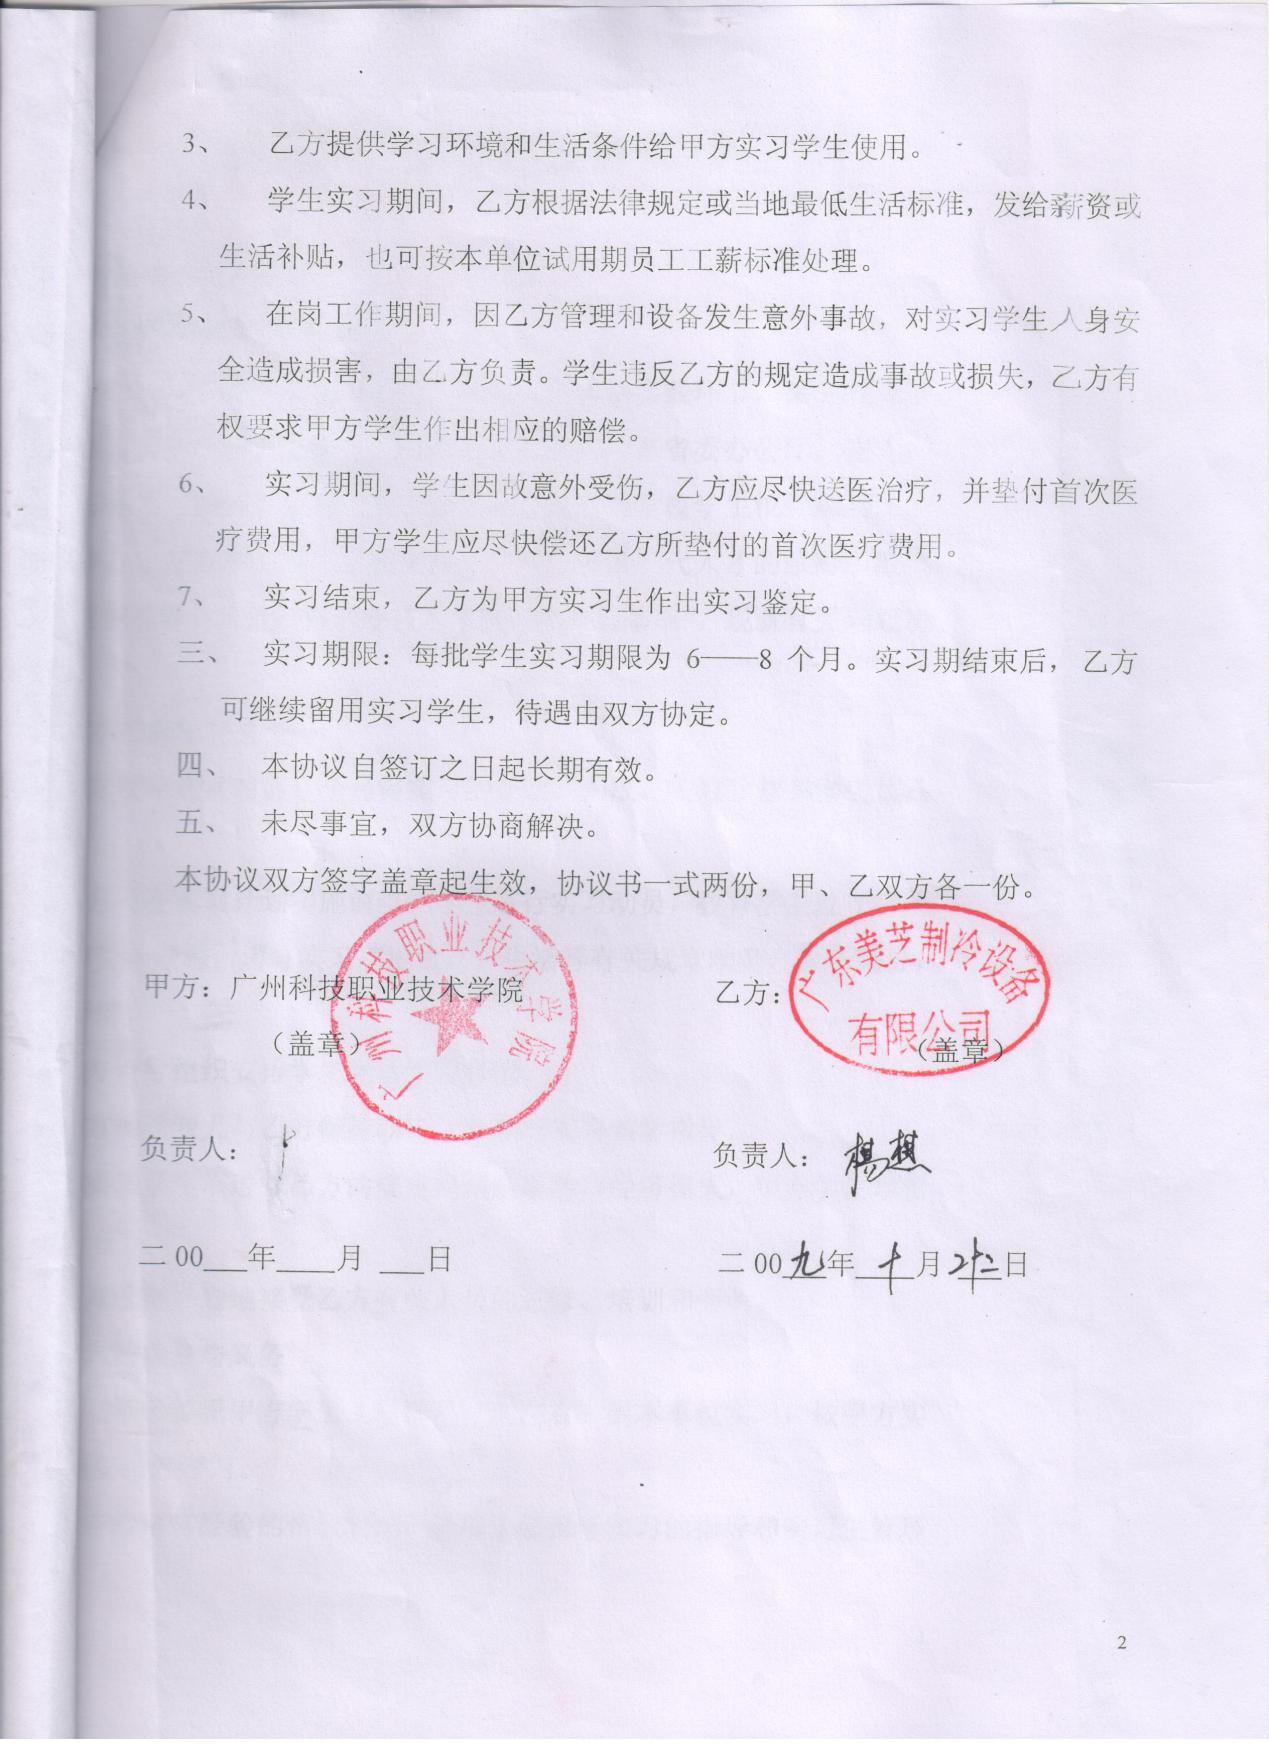 3、 乙方提供学习环境和生活条件给甲方实习学生使用。
4、 学生实习期间，乙方根据法律规定或当地最低生活标准，发给薪资或
生活补贴，也可按本单位试用期员工工薪标准处理。
5、 在岗工作期间，因乙方管理和设备发生意外事故，对实习学生人身安
全造成损害，由乙方负责。学生违反乙方的规定造成事故或损失，乙方有
权要求甲方学生作出相应的赔偿。
6、 实习期间，学生因故意外受伤，乙方应尽快送医治疗，并垫付首次医
疗费用，甲方学生应尽快偿还乙方所垫付的首次医疗费用。
7、 实习结束，乙方为甲方实习生作出实习鉴定。
三、 实习期限：每批学生实习期限为 6——8 个月。实习期结束后，乙方
可继续留用实习学生，待遇由双方协定。
四、 本协议自签订之日起长期有效。
五、 未尽事宜，双方协商解决。
本协议双方签字盖章起生效，协议书一式两份，甲、乙双方各一份。
甲方：广州科技职业技术学院
（盖章）
广州科技职业技术学院
乙方：
（盖章）
广东美芝制冷设备
有限公司
负责人：
负责人： 楊
二00___年____月 ___日
二00九年十月二十二日
2